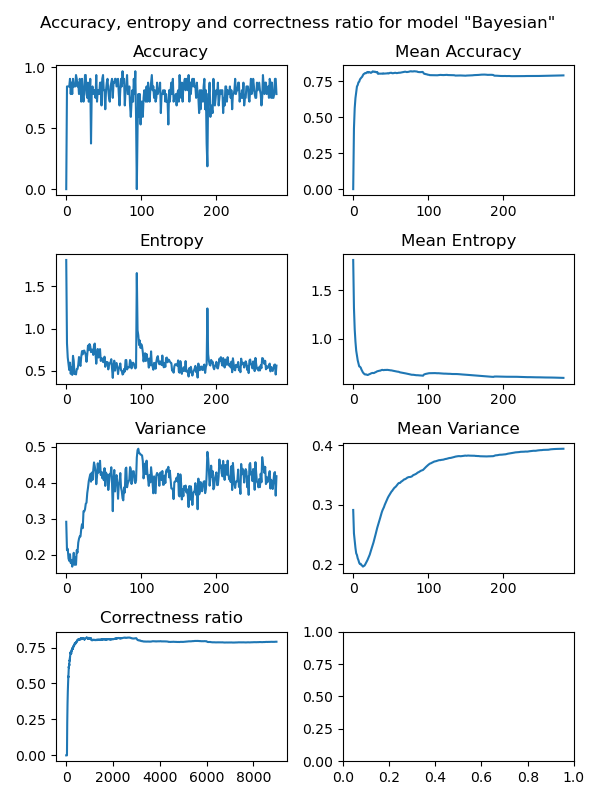 Accuracy, entropy and correctness ratio for model "Bayesian"
Accuracy
Mean Accuracy
1.0
0.5
0.0
0 100 200
0.75
0.50
0.25
0.00
0 100 200
Entropy
Mean Entropy
1.5
1.0
0.5
0 100 200
1.5
1.0
0 100 200
Variance
Mean Variance
0.5
0.4
0.3
0.2
0 100 200
0.4
0.3
0.2
0 100 200
Correctness ratio
0.75
0.50
0.25
0.00
0 2000 4000 6000 8000
1.00
0.75
0.50
0.25
0.00
0.0 0.2 0.4 0.6 0.8 1.0